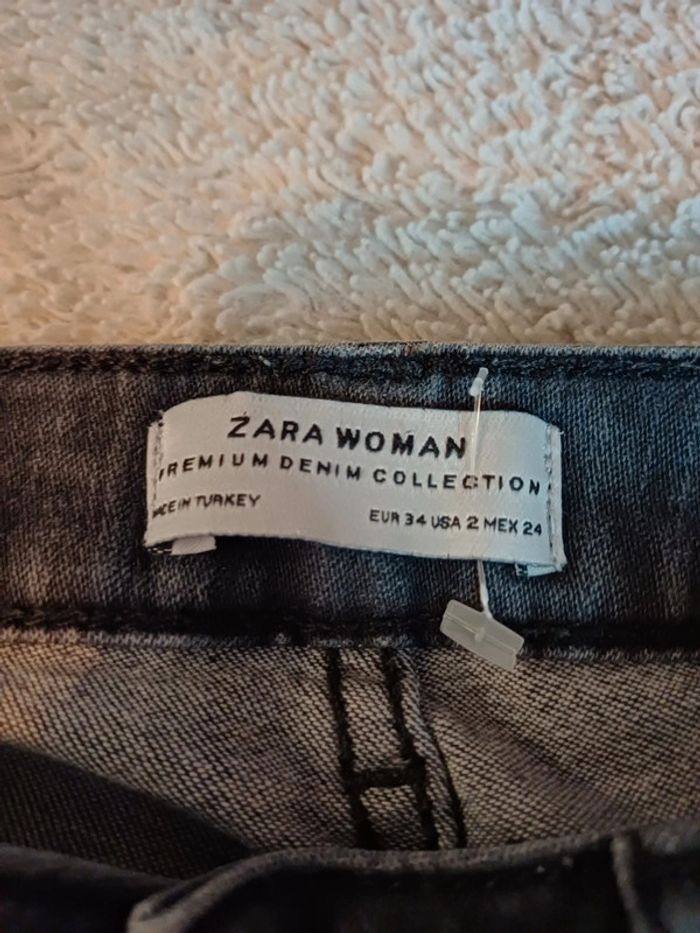 ZARA WOMAN
PREMIUM DENIM COLLECTION
MADE IN TURKEY
EUR 34 USA 2 MEX 24